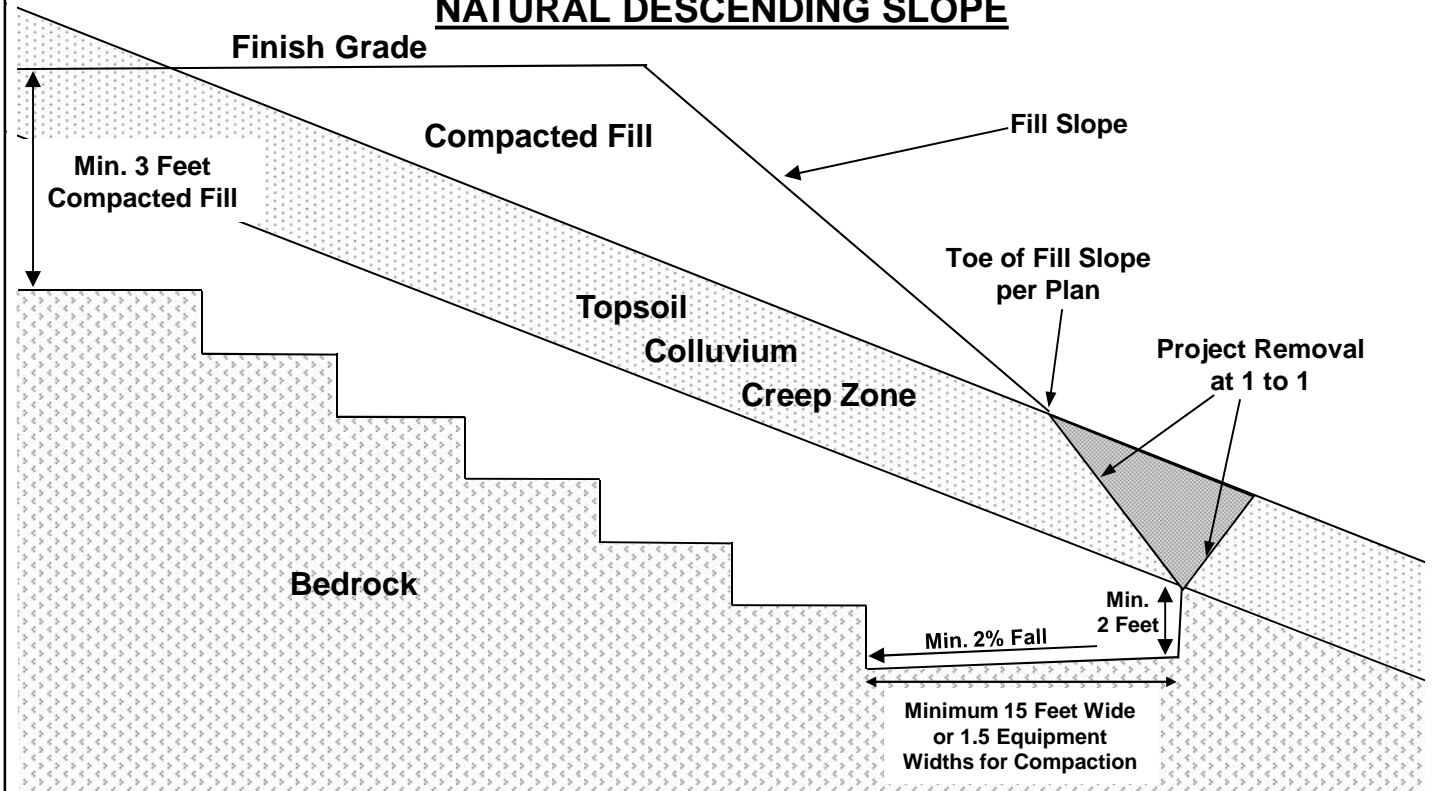 NATURAL DESCENDING SLOPE
Finish Grade
Compacted Fill
Fill Slope
Min. 3 Feet
Compacted Fill
Toe of Fill Slope
per Plan
Topsoil
Colluvium
Creep Zone
Project Removal
at 1 to 1
Bedrock
Min.
2 Feet
Min. 2% Fall
Minimum 15 Feet Wide
or 1.5 Equipment
Widths for Compaction